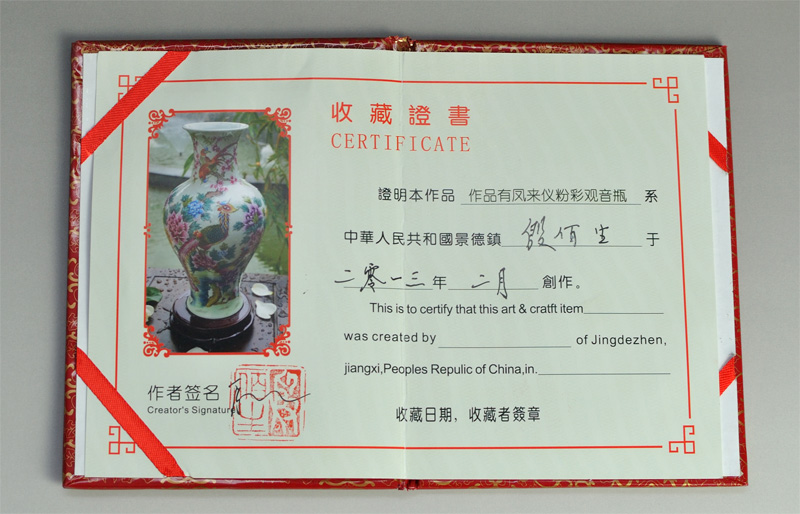 收藏證書
CERTIFICATE
證明本作品 作品有凤来仪粉彩观音瓶 系
中華人民共和國景德鎮 佰生 于
二零一三 年 二月 創作。
This is to certify that this art & cratft item
was created by of Jingdezhen,
jiangxi,Peoples Repulic of China,in.
作者签名
Creator's Signature
收藏日期，收藏者簽章